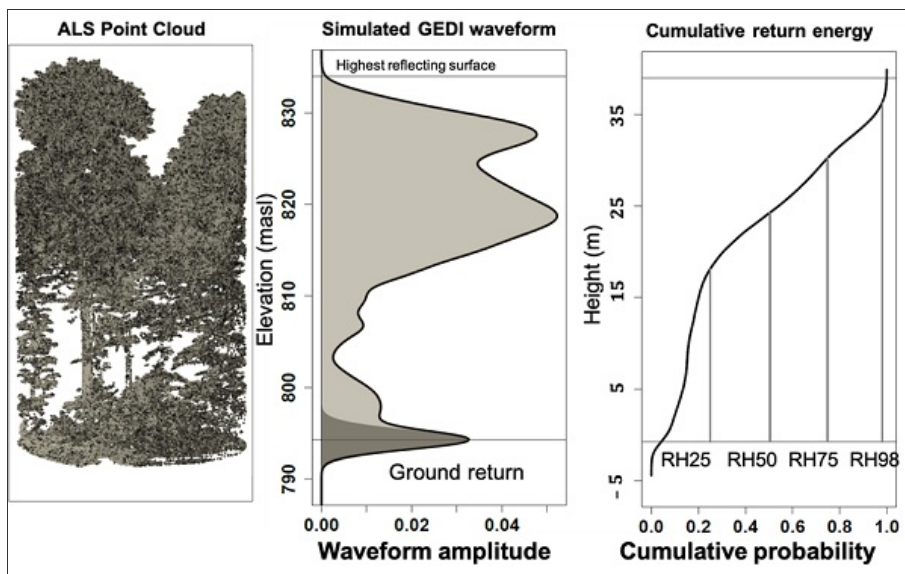 ALS Point Cloud
Simulated GEDI waveform
Highest reflecting surface
830
820
810
800
790
Elevation (masl)
Ground return
0.00
0.02
0.04
Waveform amplitude
Cumulative return energy
35
25
15
5
-5
Height (m)
RH25 RH50 RH75 RH98
0.0 0.2 0.4 0.6 0.8 1.0
Cumulative probability